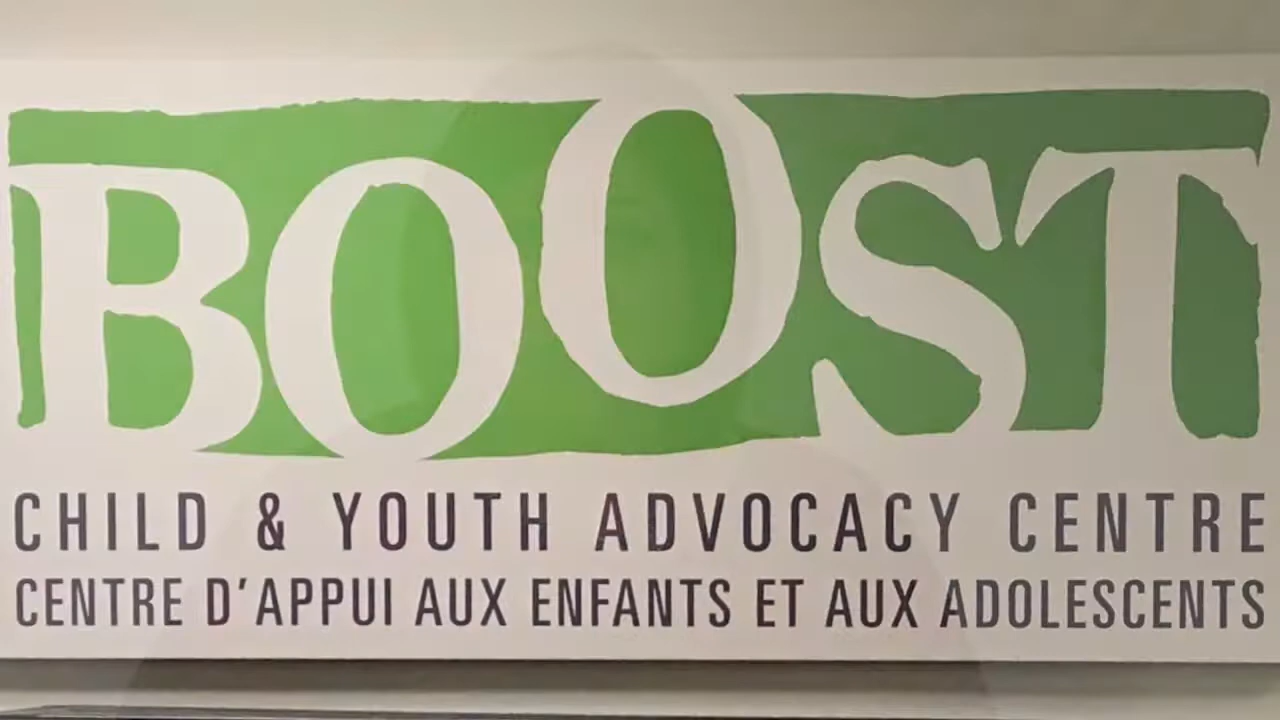 BOOST
CHILD & YOUTH ADVOCACY CENTRE
CENTRE D'APPUI AUX ENFANTS ET AUX ADOLESCENTS